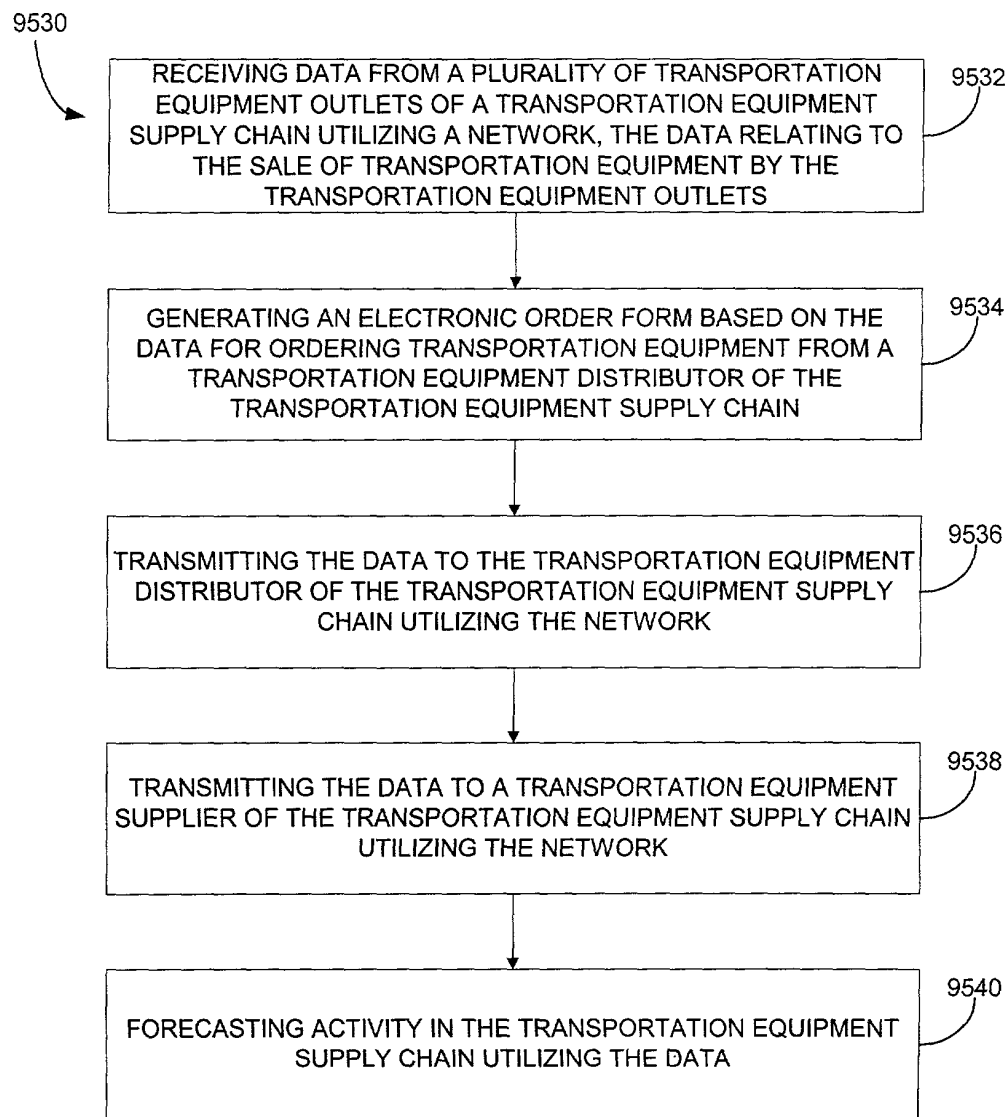 9530
RECEIVING DATA FROM A PLURALITY OF TRANSPORTATION
EQUIPMENT OUTLETS OF A TRANSPORTATION EQUIPMENT
SUPPLY CHAIN UTILIZING A NETWORK, THE DATA RELATING TO
THE SALE OF TRANSPORTATION EQUIPMENT BY THE
TRANSPORTATION EQUIPMENT OUTLETS
9532
GENERATING AN ELECTRONIC ORDER FORM BASED ON THE
DATA FOR ORDERING TRANSPORTATION EQUIPMENT FROM A
TRANSPORTATION EQUIPMENT DISTRIBUTOR OF THE
TRANSPORTATION EQUIPMENT SUPPLY CHAIN
9534
TRANSMITTING THE DATA TO THE TRANSPORTATION EQUIPMENT
DISTRIBUTOR OF THE TRANSPORTATION EQUIPMENT SUPPLY
CHAIN UTILIZING THE NETWORK
9536
TRANSMITTING THE DATA TO A TRANSPORTATION EQUIPMENT
SUPPLIER OF THE TRANSPORTATION EQUIPMENT SUPPLY CHAIN
UTILIZING THE NETWORK
9538
FORECASTING ACTIVITY IN THE TRANSPORTATION EQUIPMENT
SUPPLY CHAIN UTILIZING THE DATA
9540